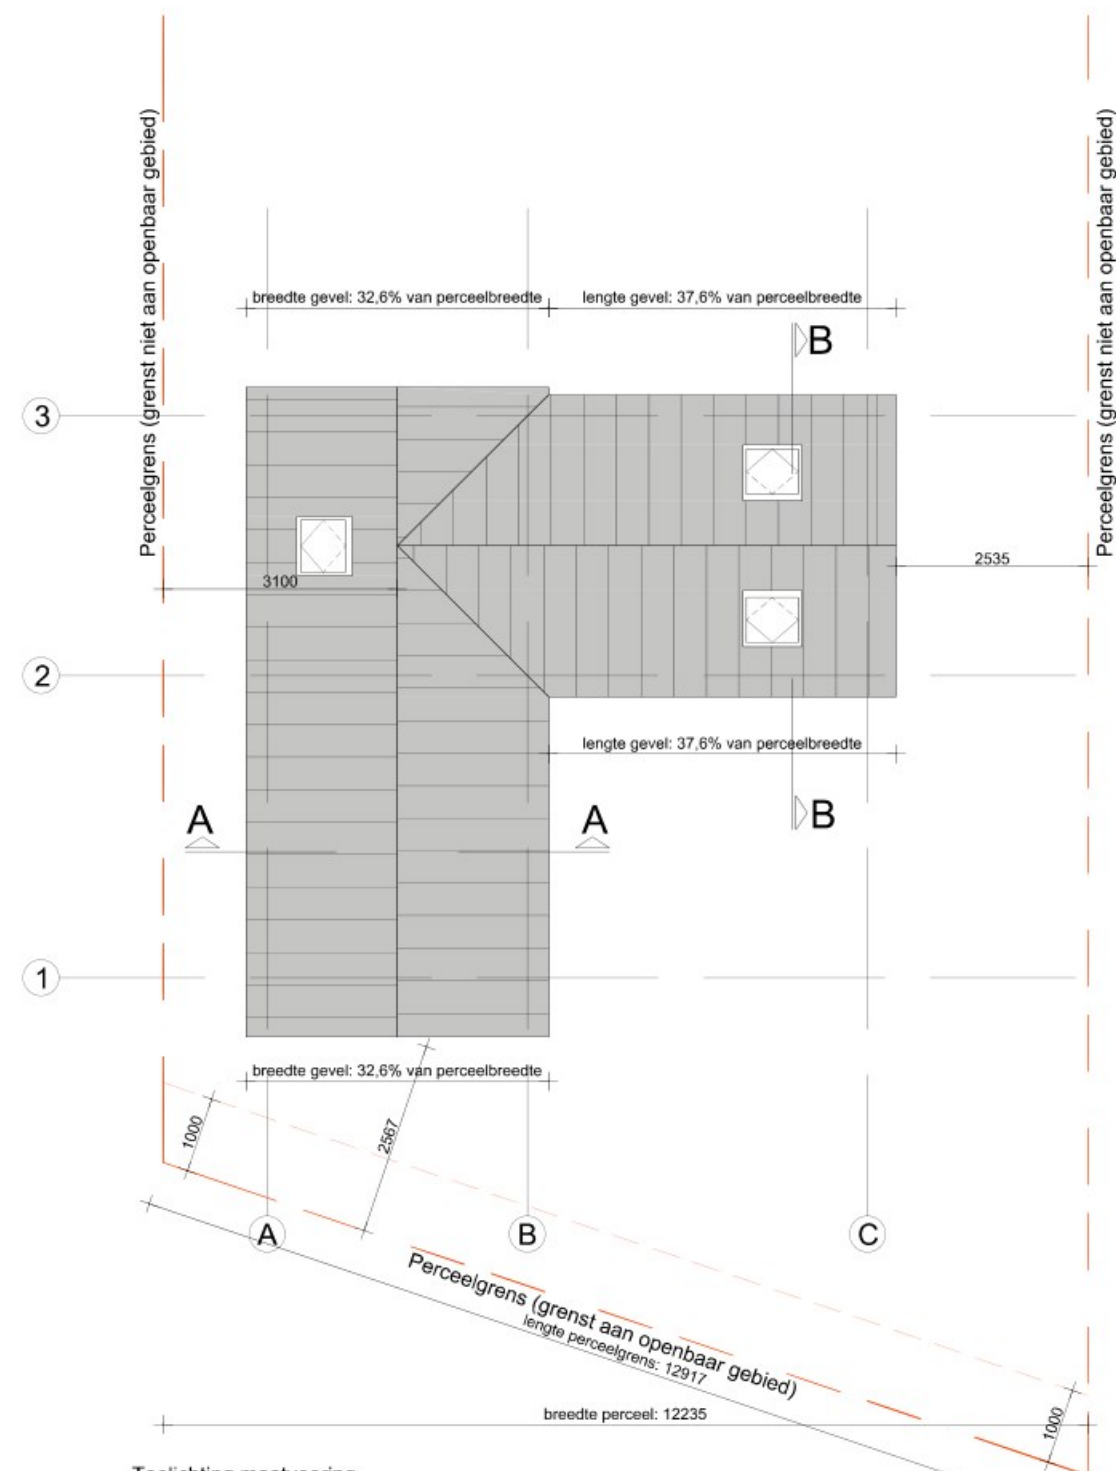 Perceelgrens (grenst niet aan openbaar gebied)
Perceelgrens (grenst niet aan openbaar gebied)
breedte gevel: 32,6% van perceelbreedte
lengte gevel: 37,6% van perceelbreedte
B
3
2535
3100
2
lengte gevel: 37,6% van perceelbreedte
A
A
B
1
breedte gevel: 32,6% van perceelbreedte
1000
2567
A
B
C
Perceelgrens (grenst aan openbaar gebied)
lengte perceelgrens: 12917
breedte perceel: 12235
1000